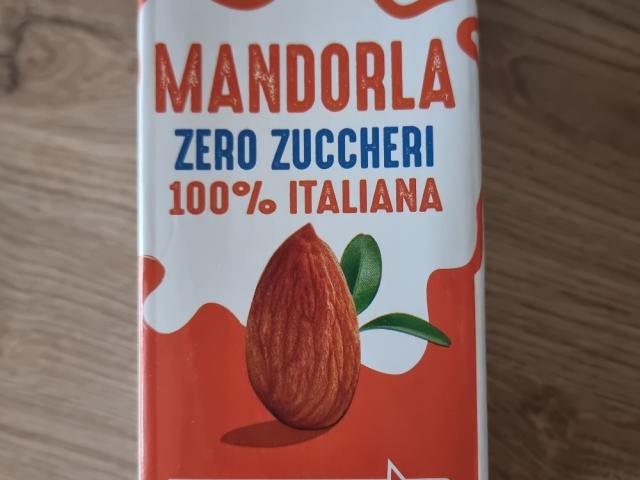 MANDORLA
ZERO ZUCCHERI
100% ITALIANA